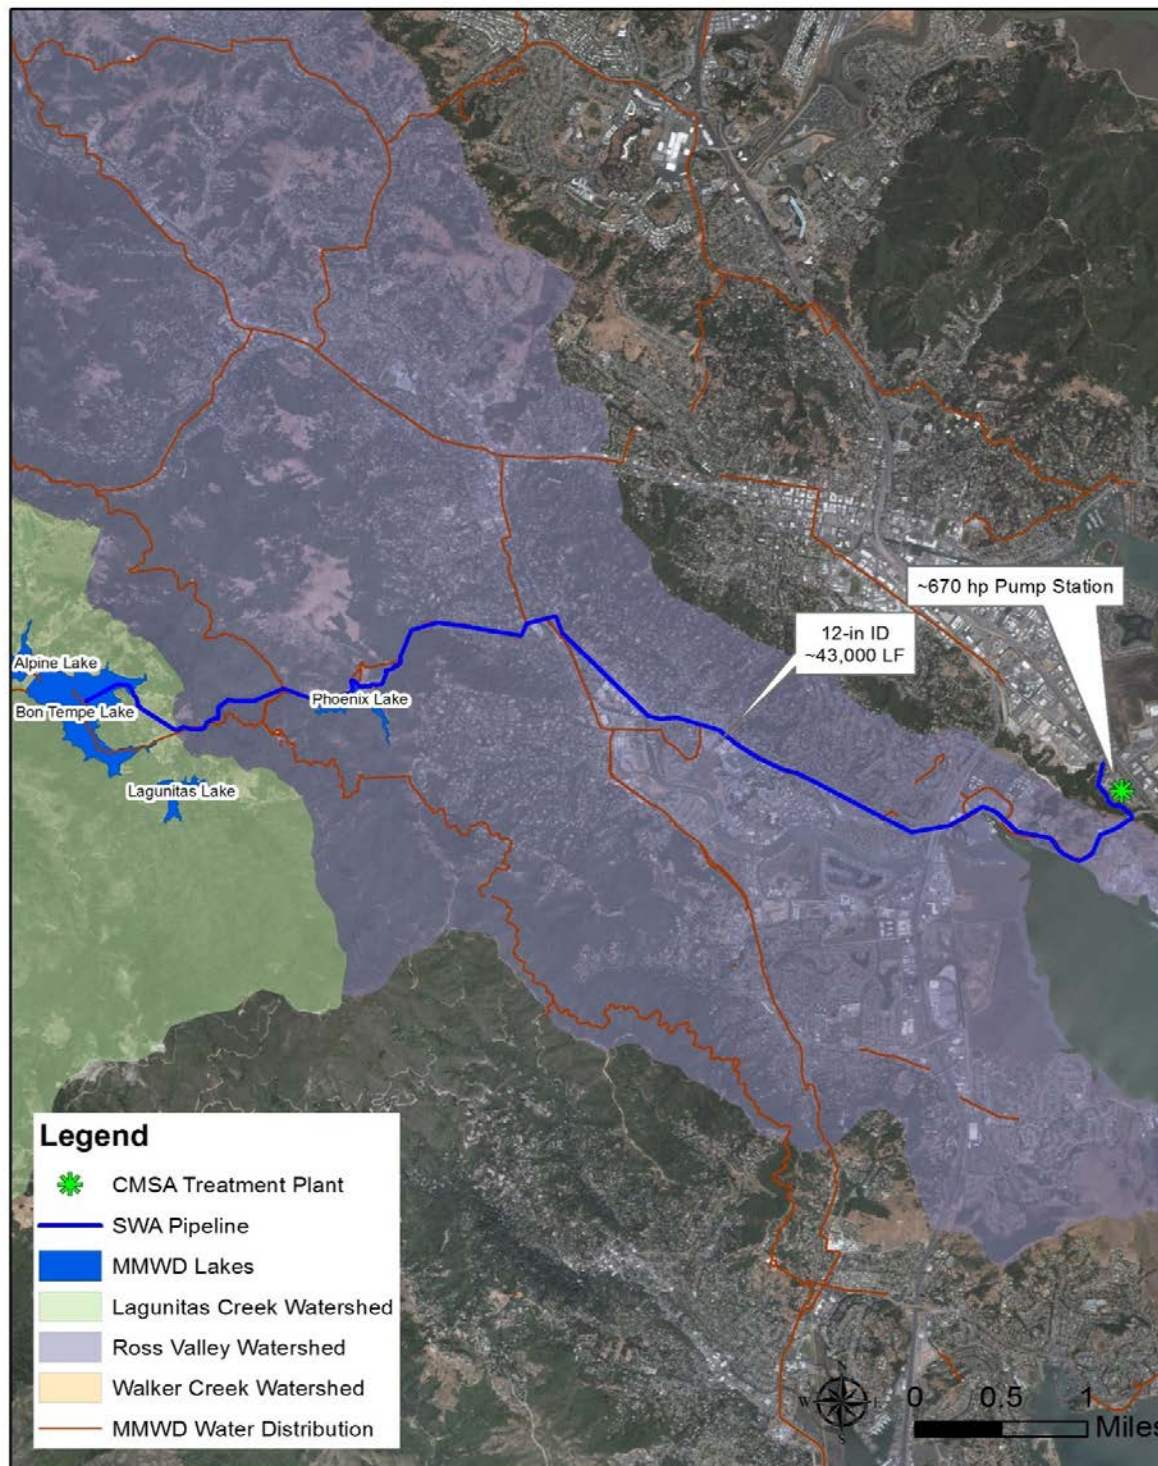 ~670 hp Pump Station
12-in ID
~43,000 LF
Alpine Lake
Phoenix Lake
Bon Tempe Lake
Lagunitas Lake
Legend
CMSA Treatment Plant
SWA Pipeline
MMWD Lakes
Lagunitas Creek Watershed
Ross Valley Watershed
Walker Creek Watershed
MMWD Water Distribution
N
W E
S
0 0.5 1
Miles